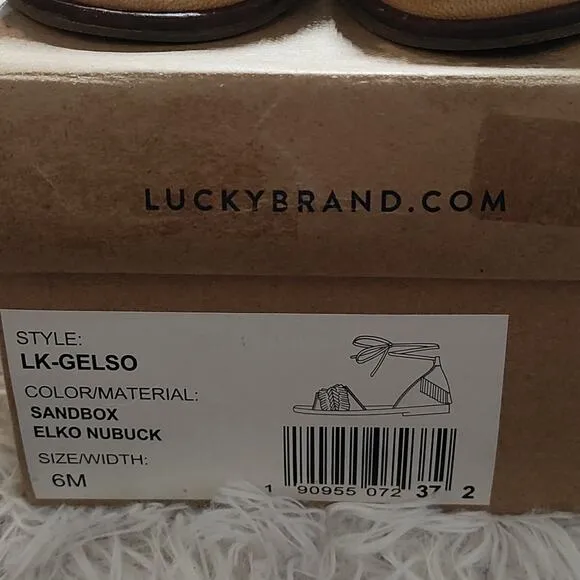 LUCKYBRAND.COM
STYLE:
LK-GELSO
COLOR/MATERIAL:
SANDBOX
ELKO NUBUCK
SIZE/WIDTH:
6M
1 90955 072 37 2